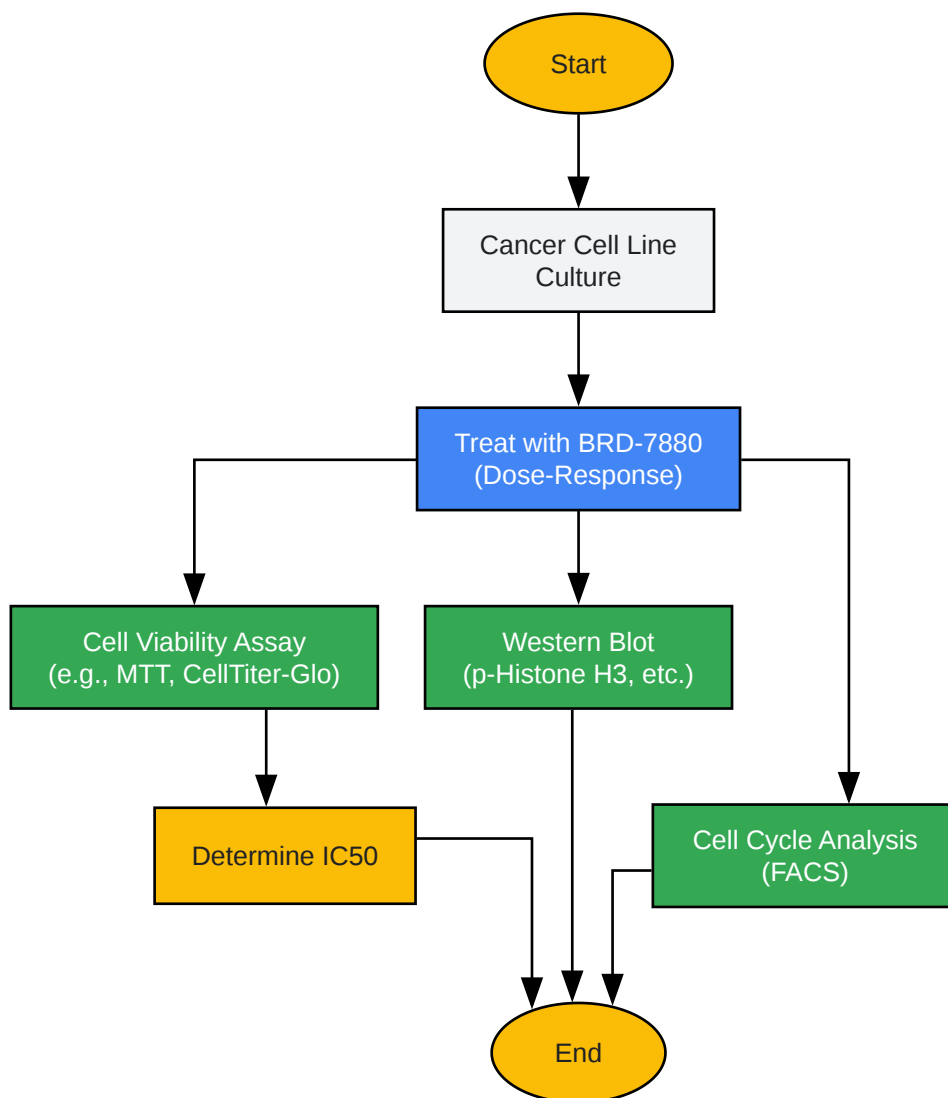 Start
Cancer Cell Line
Culture
Treat with BRD-7880
(Dose-Response)
Cell Viability Assay
(e.g., MTT, CellTiter-Glo)
Western Blot
(p-Histone H3, etc.)
Determine IC50
Cell Cycle Analysis
(FACS)
End